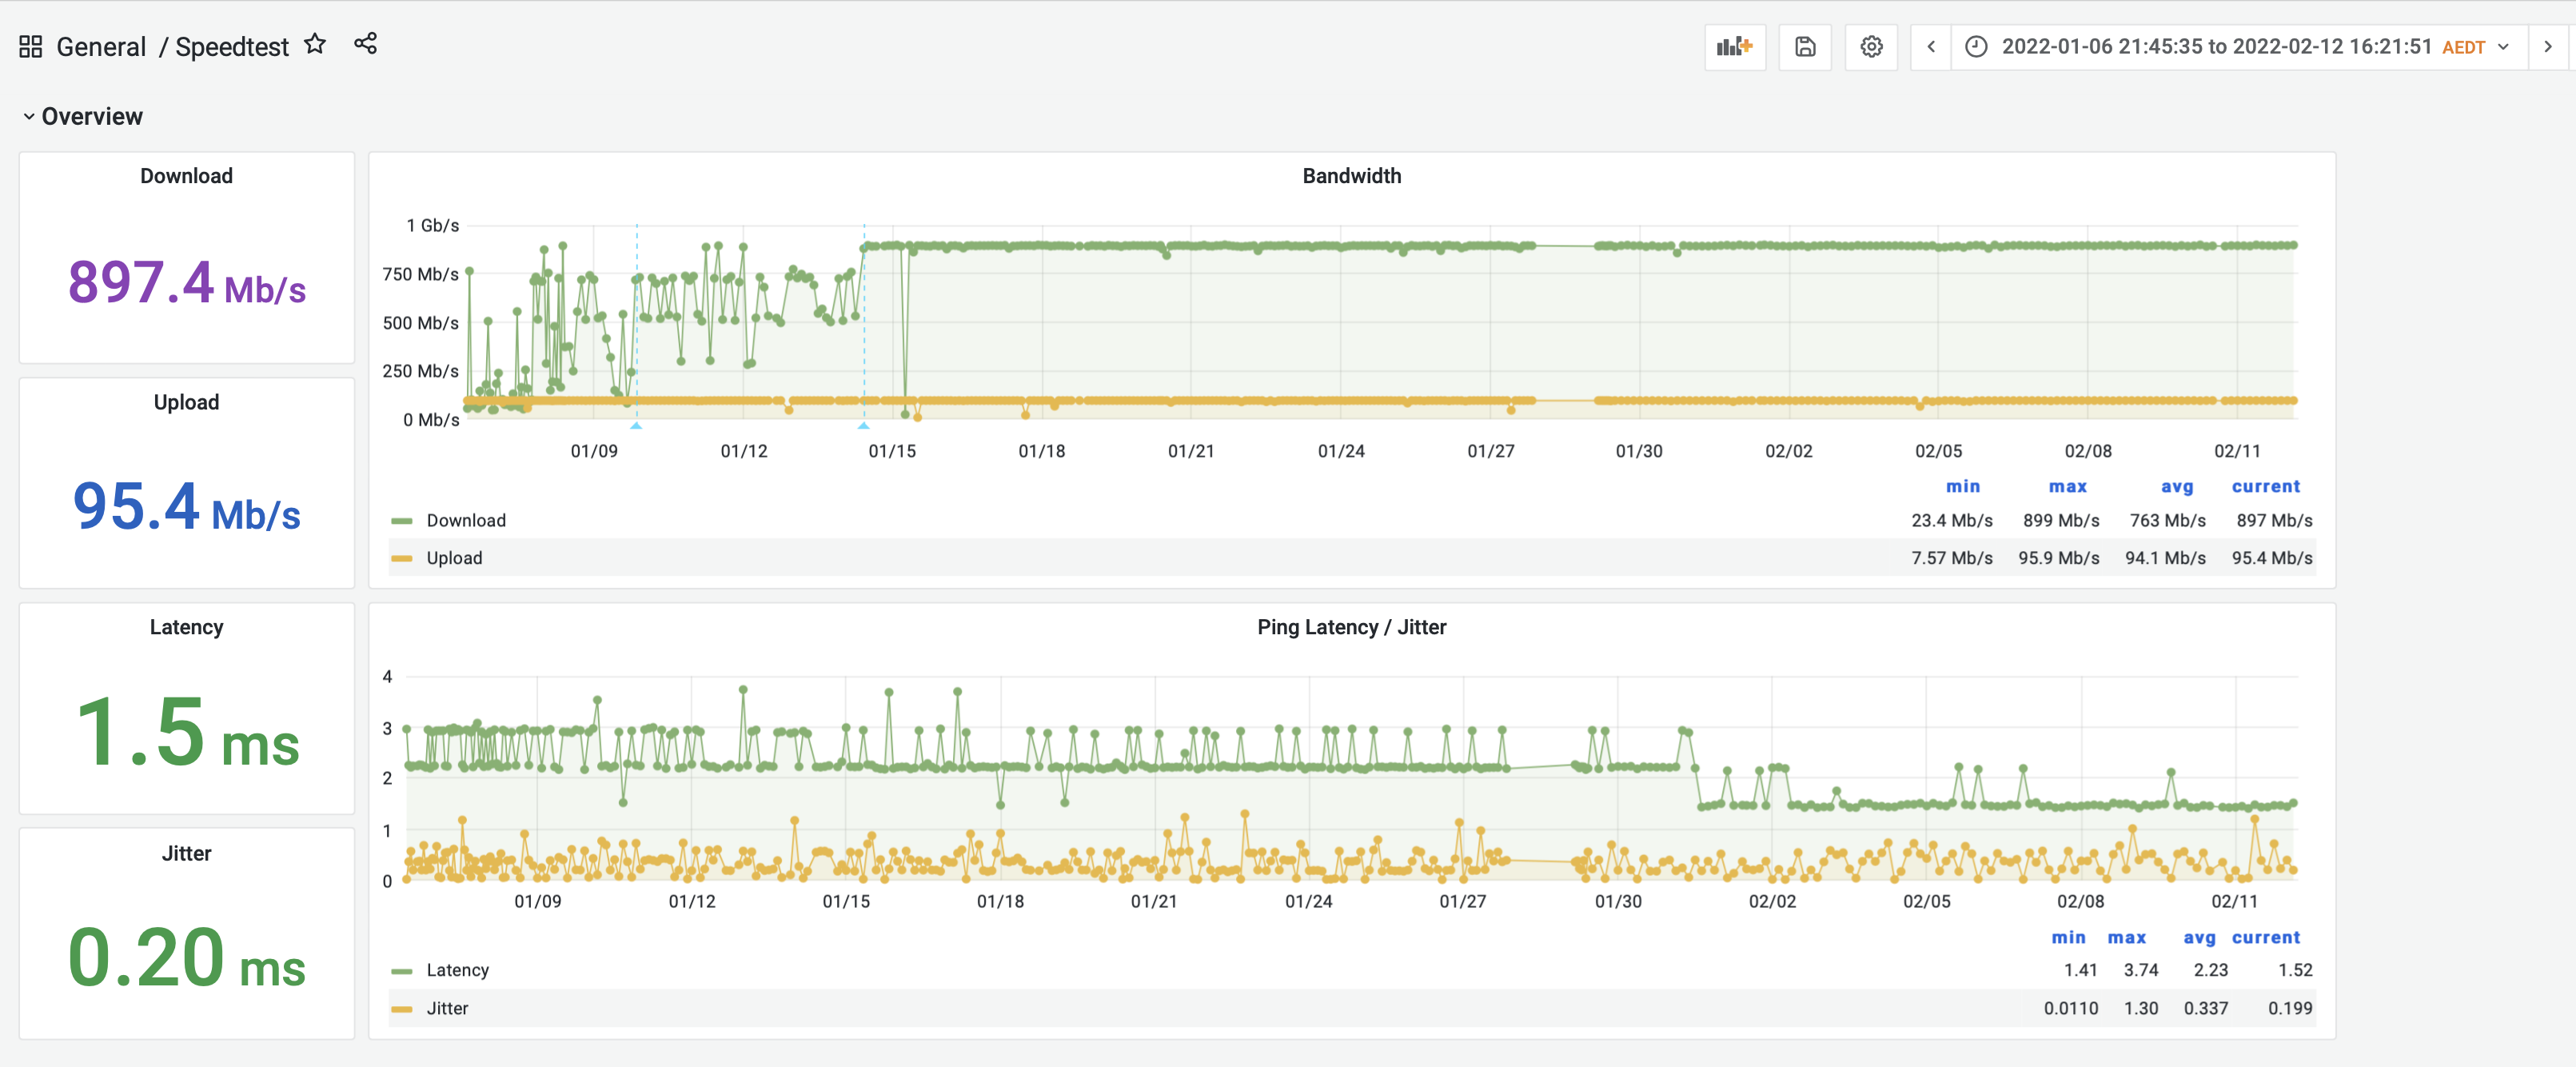 General / Speedtest
2022-01-06 21:45:35 to 2022-02-12 16:21:51 AEDT
Overview
Download
897.4 Mb/s
Upload
95.4 Mb/s
Latency
1.5 ms
Jitter
0.20 ms
Bandwidth
1 Gb/s
750 Mb/s
500 Mb/s
250 Mb/s
0 Mb/s
01/09 01/12 01/15 01/18 01/21 01/24 01/27 01/30 02/02 02/05 02/08 02/11
min max avg current
Download 23.4 Mb/s 899 Mb/s 763 Mb/s 897 Mb/s
Upload 7.57 Mb/s 95.9 Mb/s 94.1 Mb/s 95.4 Mb/s
Ping Latency / Jitter
4
3
2
1
0
01/09 01/12 01/15 01/18 01/21 01/24 01/27 01/30 02/02 02/05 02/08 02/11
min max avg current
Latency 1.41 3.74 2.23 1.52
Jitter 0.0110 1.30 0.337 0.199